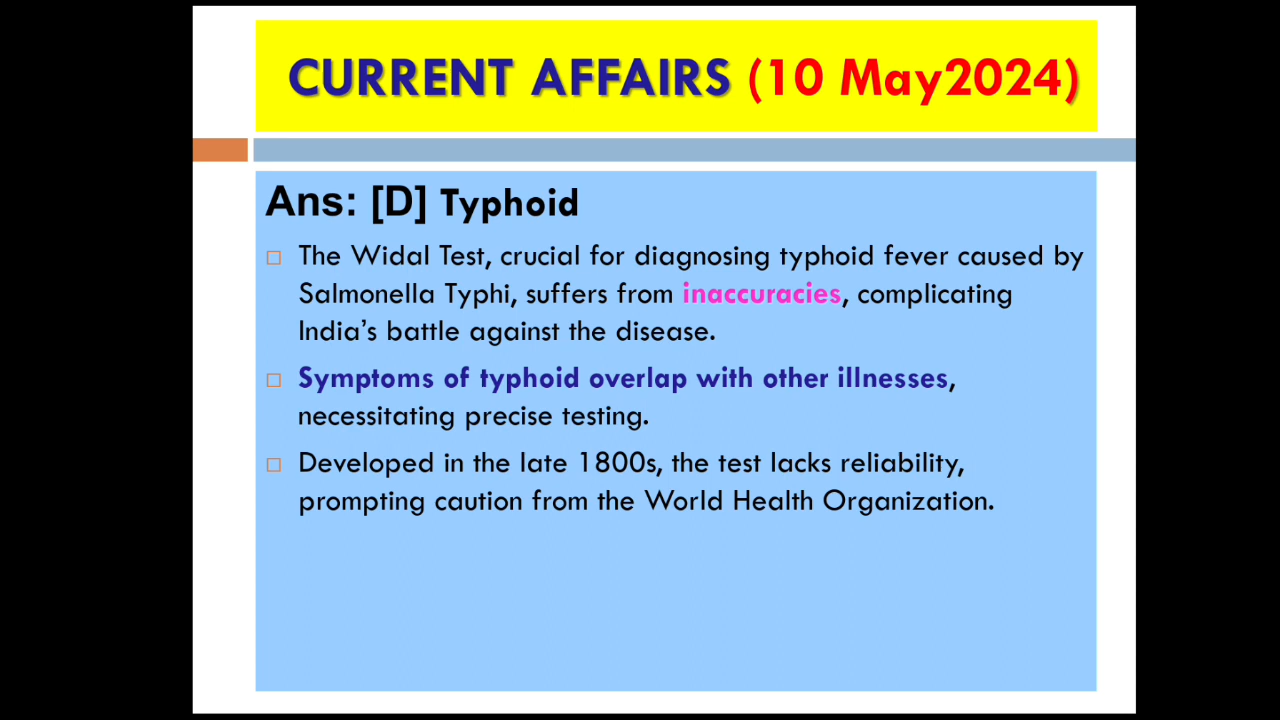 CURRENT AFFAIRS (10 May2024)
Ans: [D] Typhoid
The Widal Test, crucial for diagnosing typhoid fever caused by
Salmonella Typhi, suffers from inaccuracies, complicating
India’s battle against the disease.
Symptoms of typhoid overlap with other illnesses,
necessitating precise testing.
Developed in the late 1800s, the test lacks reliability,
prompting caution from the World Health Organization.